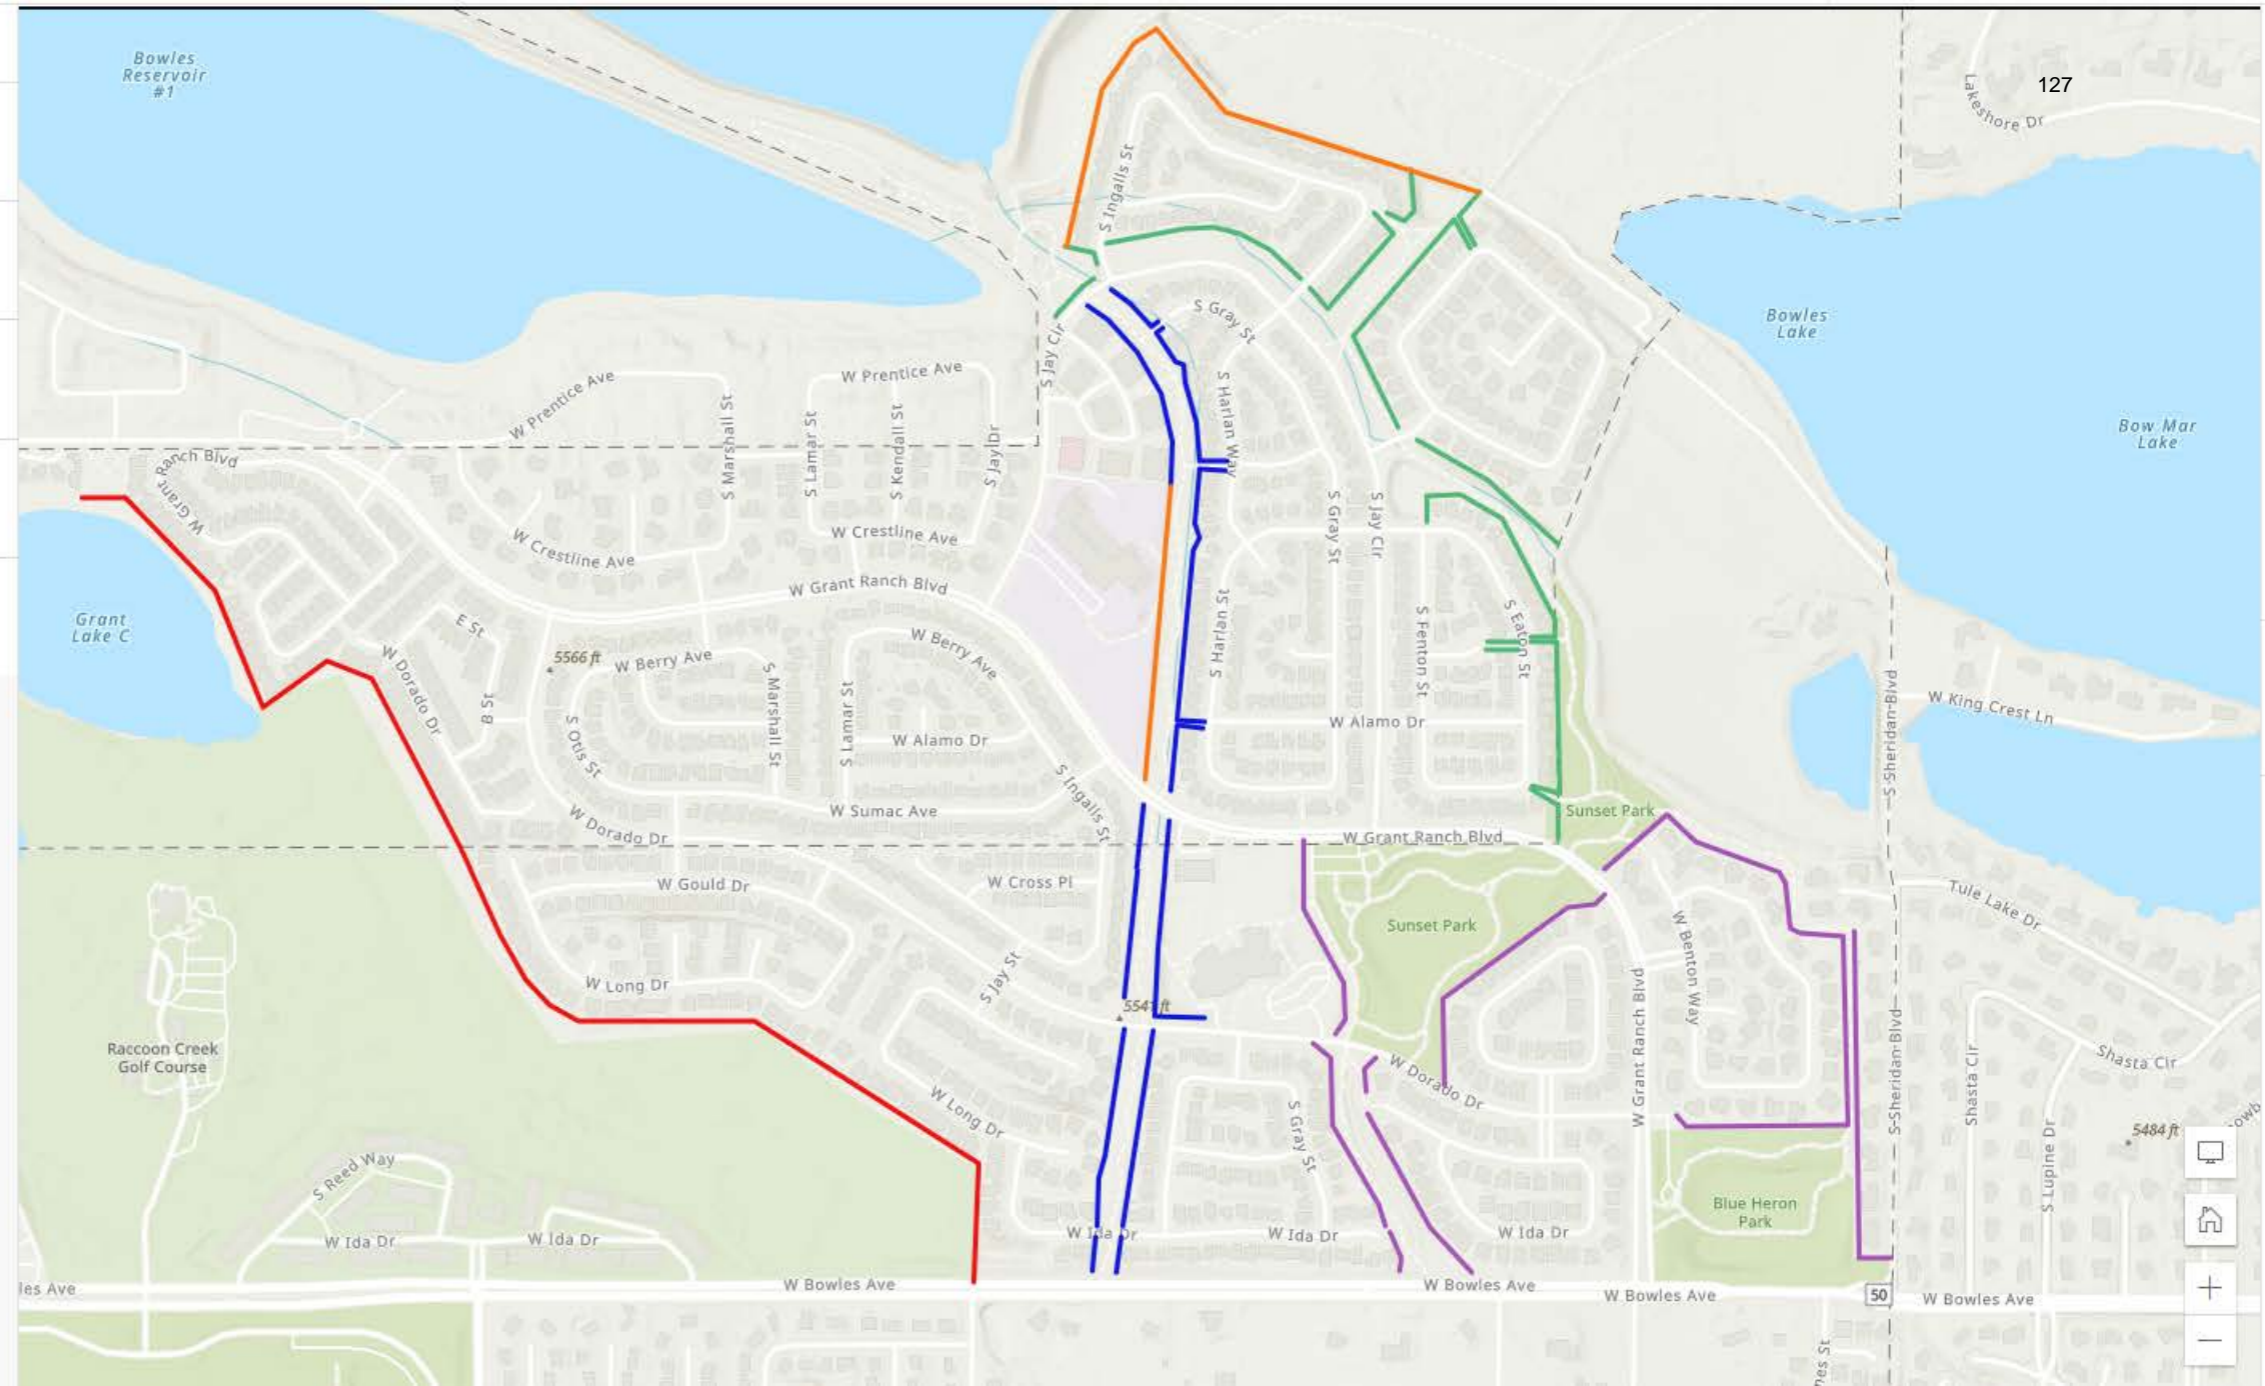 Bowles
Reservoir
#1
127
Lakeshore Dr
S Ingalls St
S Gray St
Bowles
Lake
S Jay Cir
W Prentice Ave
W Prentice Ave
S Harlan Way
Bow Mar
Lake
S Marshall St
S Lamar St
S Kendall St
S Jay Dr
W Grant Ranch Blvd
S Gray St
S Jay Cir
W Crestline Ave
W Crestline Ave
W Grant Ranch Blvd
Grant
Lake C
E St
W Berry Ave
S Harlan St
S Fenton St
S Eaton St
5566 ft
W Berry Ave
W Dorado Dr
B St
S Marshall St
S Lamar St
S Sheridan Blvd
W King Crest Ln
S Otis St
W Alamo Dr
W Alamo Dr
S Ingalls St
W Sumac Ave
Sunset Park
W Dorado Dr
W Grant Ranch Blvd
W Gould Dr
W Cross Pl
Tule Lake Dr
Sunset Park
W Benton Way
W Long Dr
S Jay St
5541 ft
W Grant Ranch Blvd
S Sheridan Blvd
Raccoon Creek
Golf Course
W Dorado Dr
Shasta Cir
Shasta Cir
W Long Dr
S Gray St
S Lupine Dr
5484 ft
owb
S Reed Way
Blue Heron
Park
W Ida Dr
W Ida Dr
W Ida Dr
W Ida Dr
W Ida Dr
les Ave
W Bowles Ave
W Bowles Ave
W Bowles Ave
50
W Bowles Ave
nes St